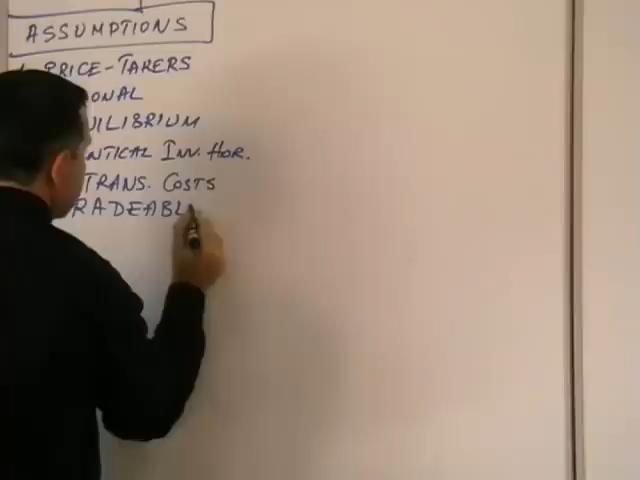 ASSUMPTIONS
PRICE-TAKERS
ONAL
UILIBRIUM
NTICAL INV. HOR.
TRANS. COSTS
RADEABL